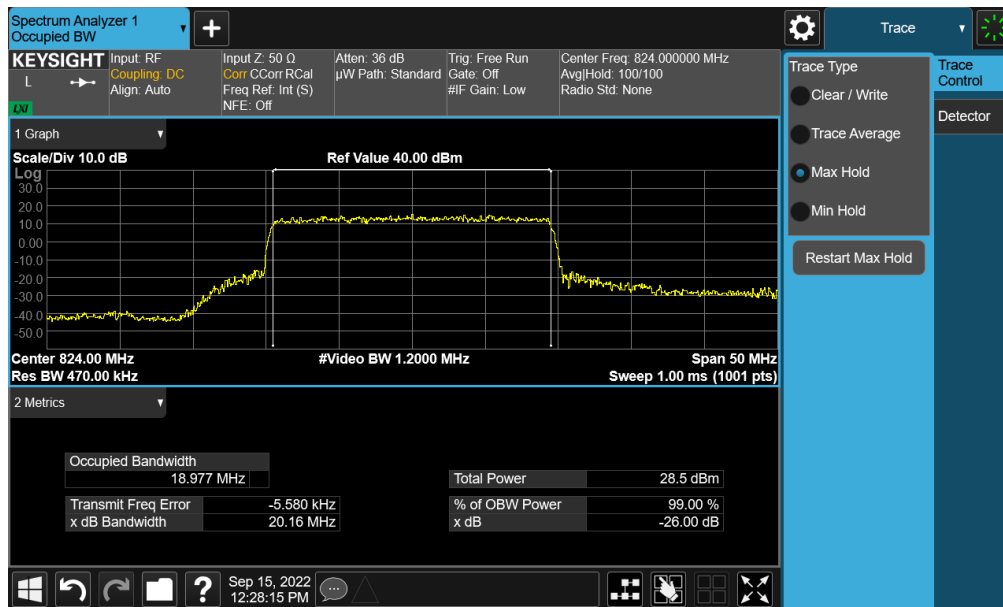 Spectrum Analyzer 1
Occupied BW
Trace
KEYSIGHT
L
LXI
Input: RF
Coupling: DC
Align: Auto
Input Z: 50 Ω
Corr CCorr RCal
Freq Ref: Int (S)
NFE: Off
Atten: 36 dB
µW Path: Standard
Trig: Free Run
Gate: Off
#IF Gain: Low
Center Freq: 824.000000 MHz
Avg|Hold: 100/100
Radio Std: None
Trace Type
Clear / Write
Trace Average
Max Hold
Min Hold
Restart Max Hold
Trace
Control
Detector
1 Graph
Scale/Div 10.0 dB
Ref Value 40.00 dBm
Log
30.0
20.0
10.0
0.00
-10.0
-20.0
-30.0
-40.0
-50.0
Center 824.00 MHz
#Video BW 1.2000 MHz
Span 50 MHz
Res BW 470.00 kHz
Sweep 1.00 ms (1001 pts)
2 Metrics
Occupied Bandwidth
18.977 MHz
Total Power 28.5 dBm
Transmit Freq Error -5.580 kHz
% of OBW Power 99.00 %
x dB Bandwidth 20.16 MHz
x dB -26.00 dB
?
Sep 15, 2022
12:28:15 PM